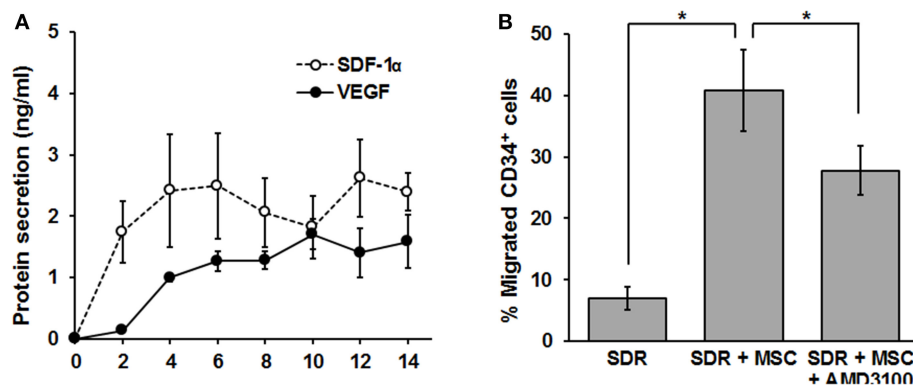 A
Protein secretion (ng/ml)
5
4
3
2
1
0
SDF-1α
VEGF
0 2 4 6 8 10 12 14
B
% Migrated CD34⁺ cells
50
40
30
20
10
0
* *
SDR SDR + MSC SDR + MSC
+ AMD3100